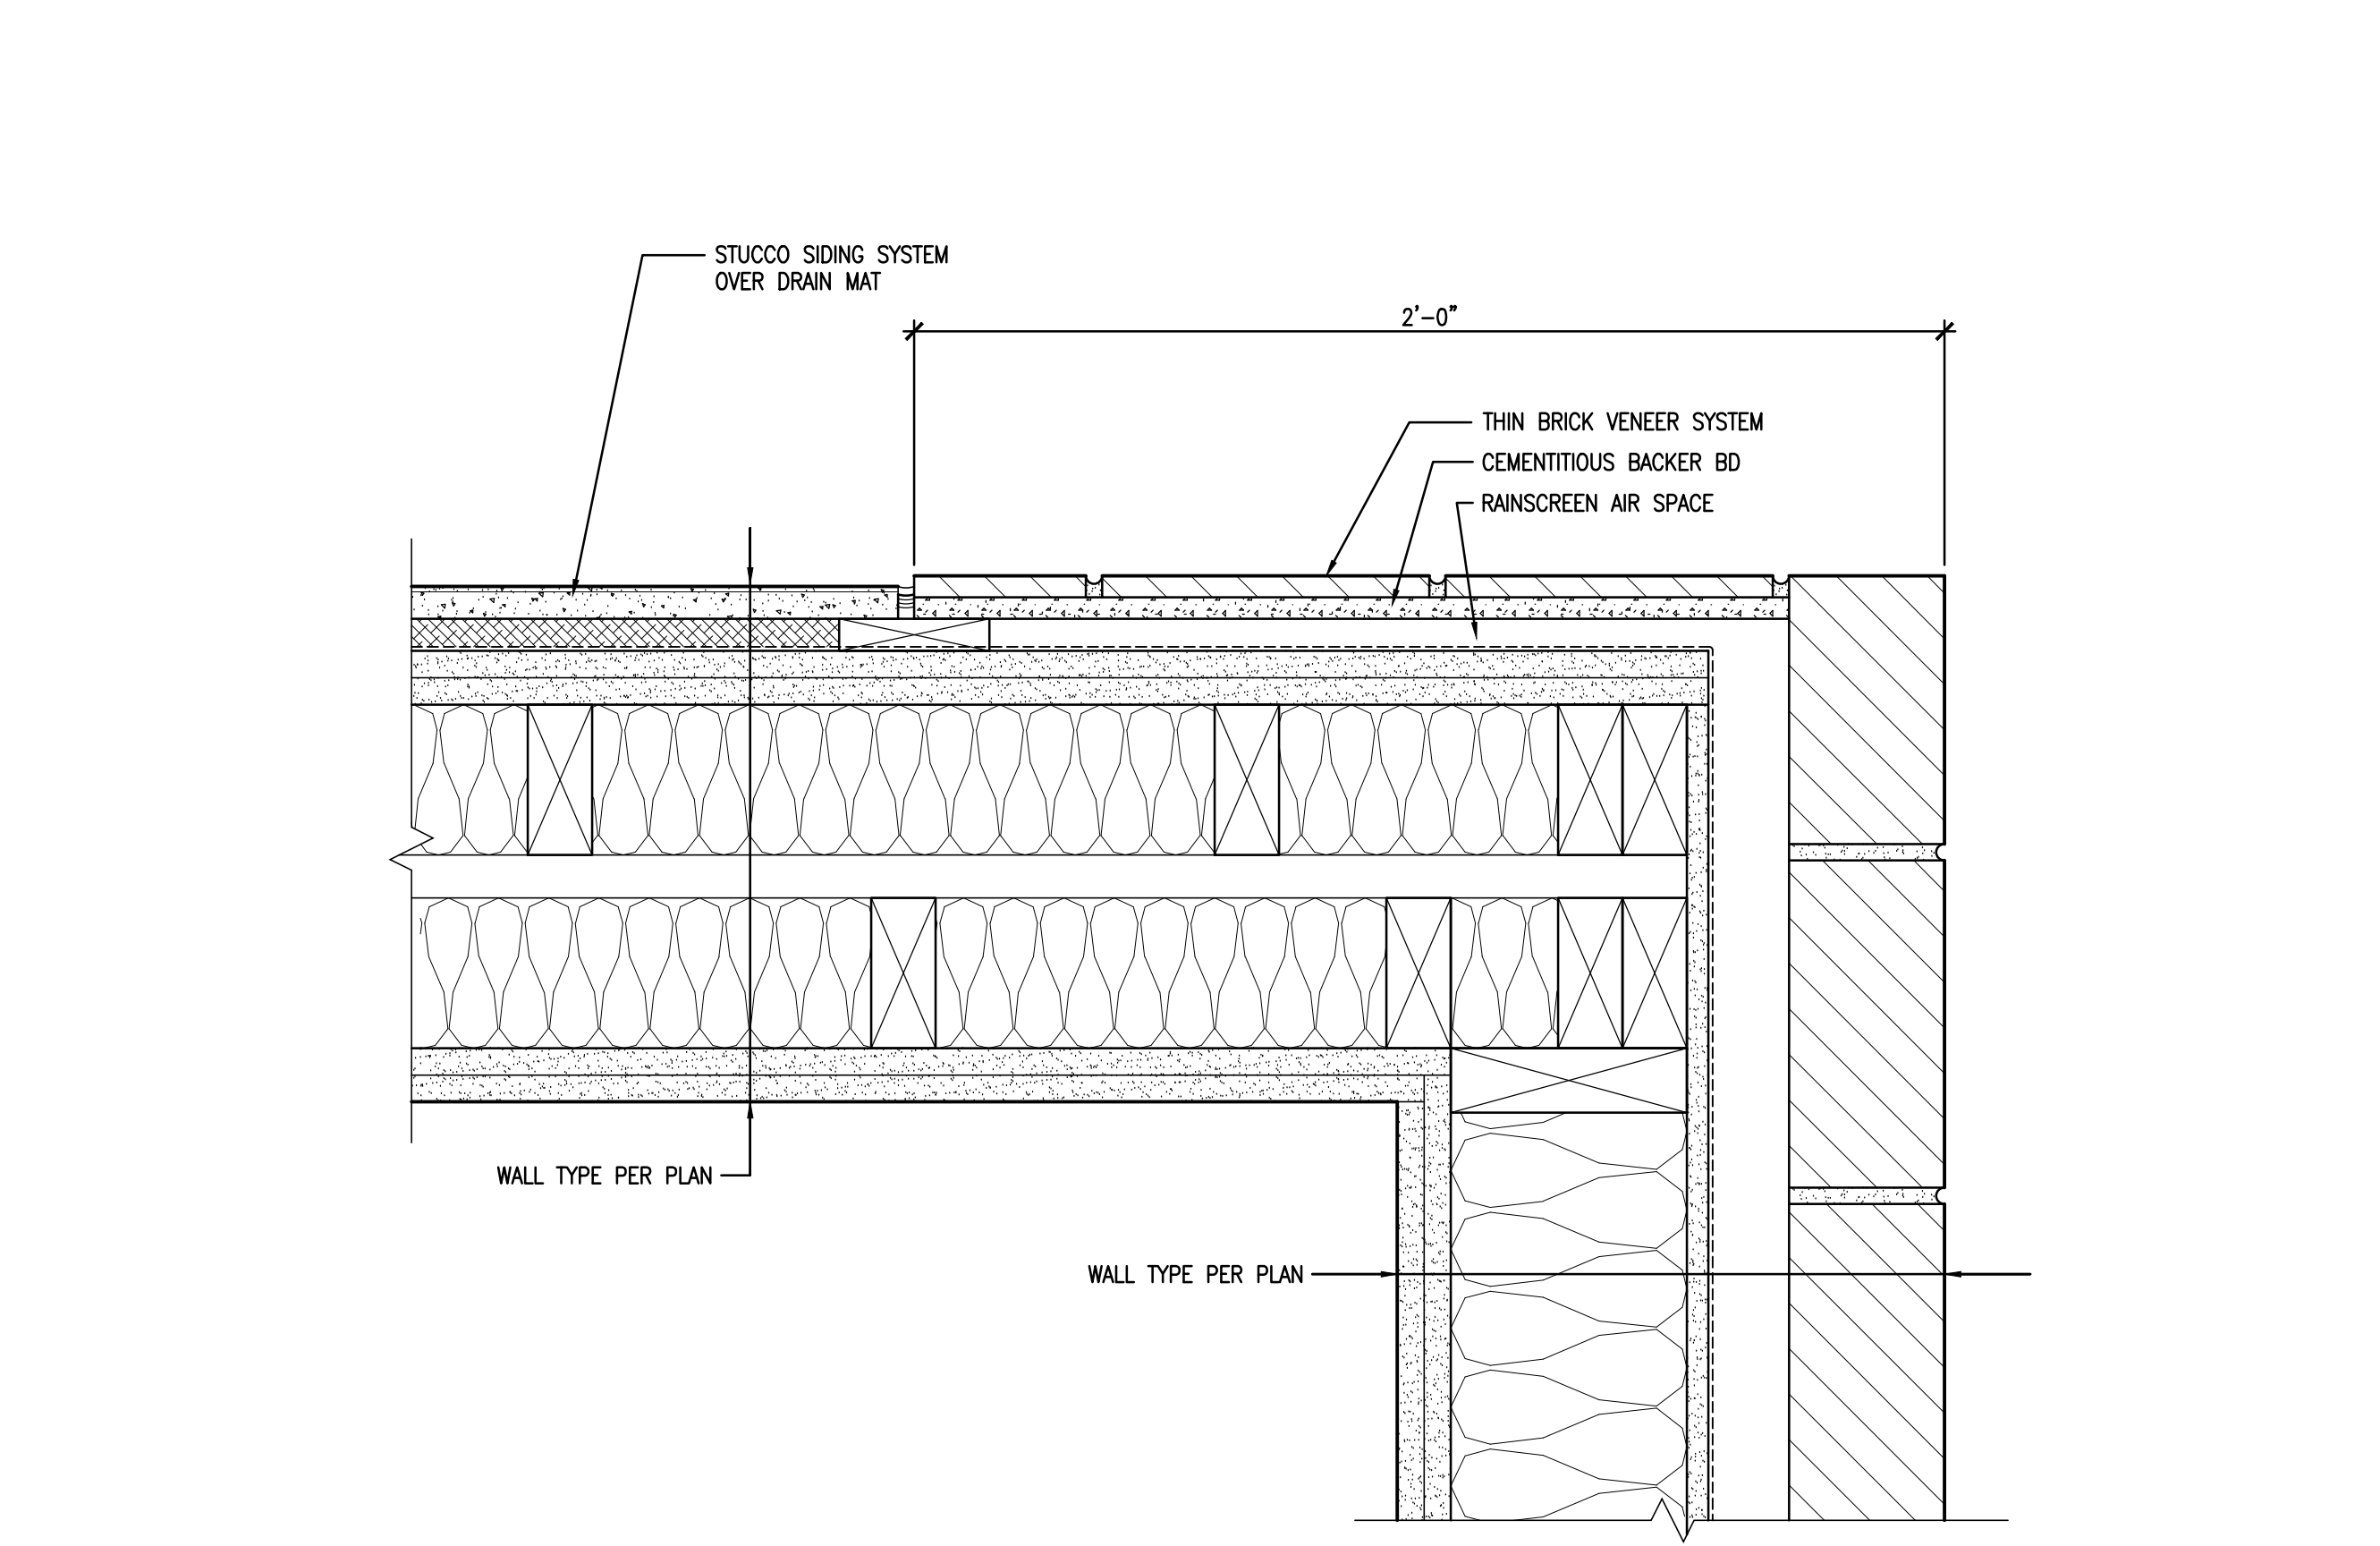 STUCCO SIDING SYSTEM
OVER DRAIN MAT
2'-0"
THIN BRICK VENEER SYSTEM
CEMENTITIOUS BACKER BD
RAINSCREEN AIR SPACE
WALL TYPE PER PLAN
WALL TYPE PER PLAN